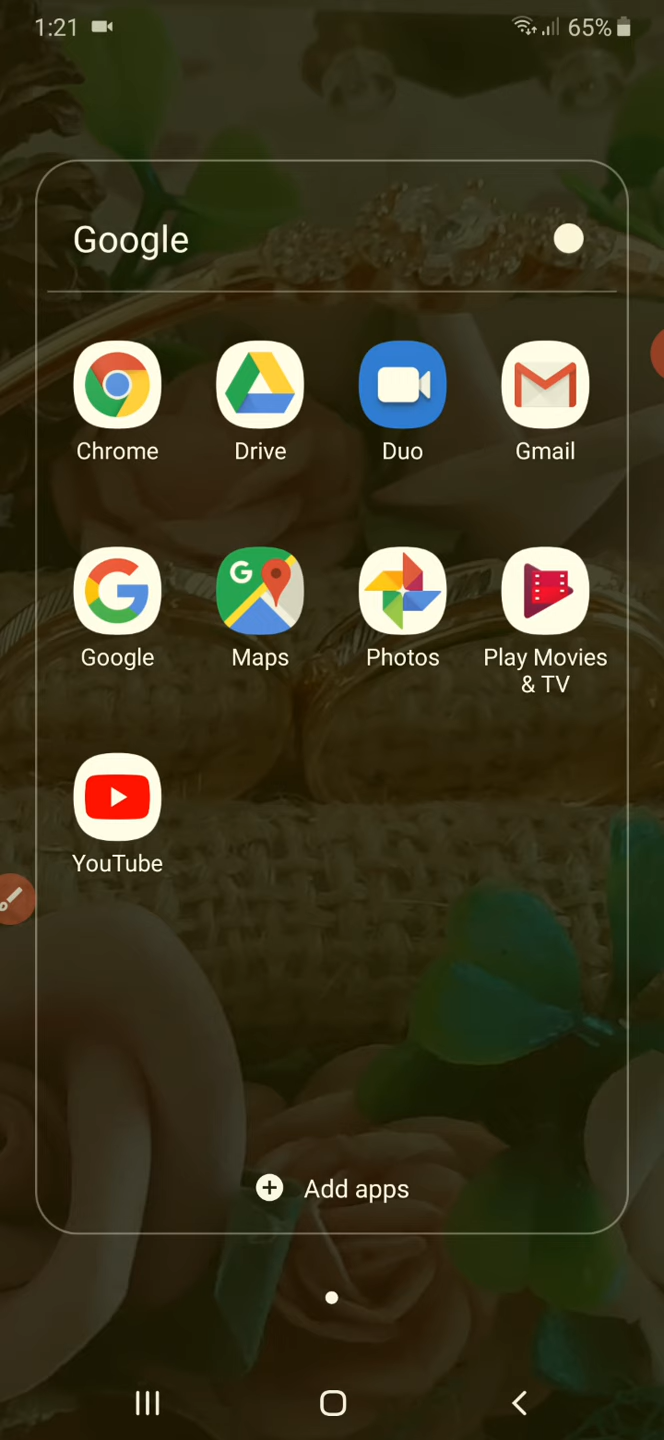 1:21
65%
Google
Chrome
Drive
Duo
Gmail
Google
Maps
Photos
Play Movies
& TV
YouTube
Add apps